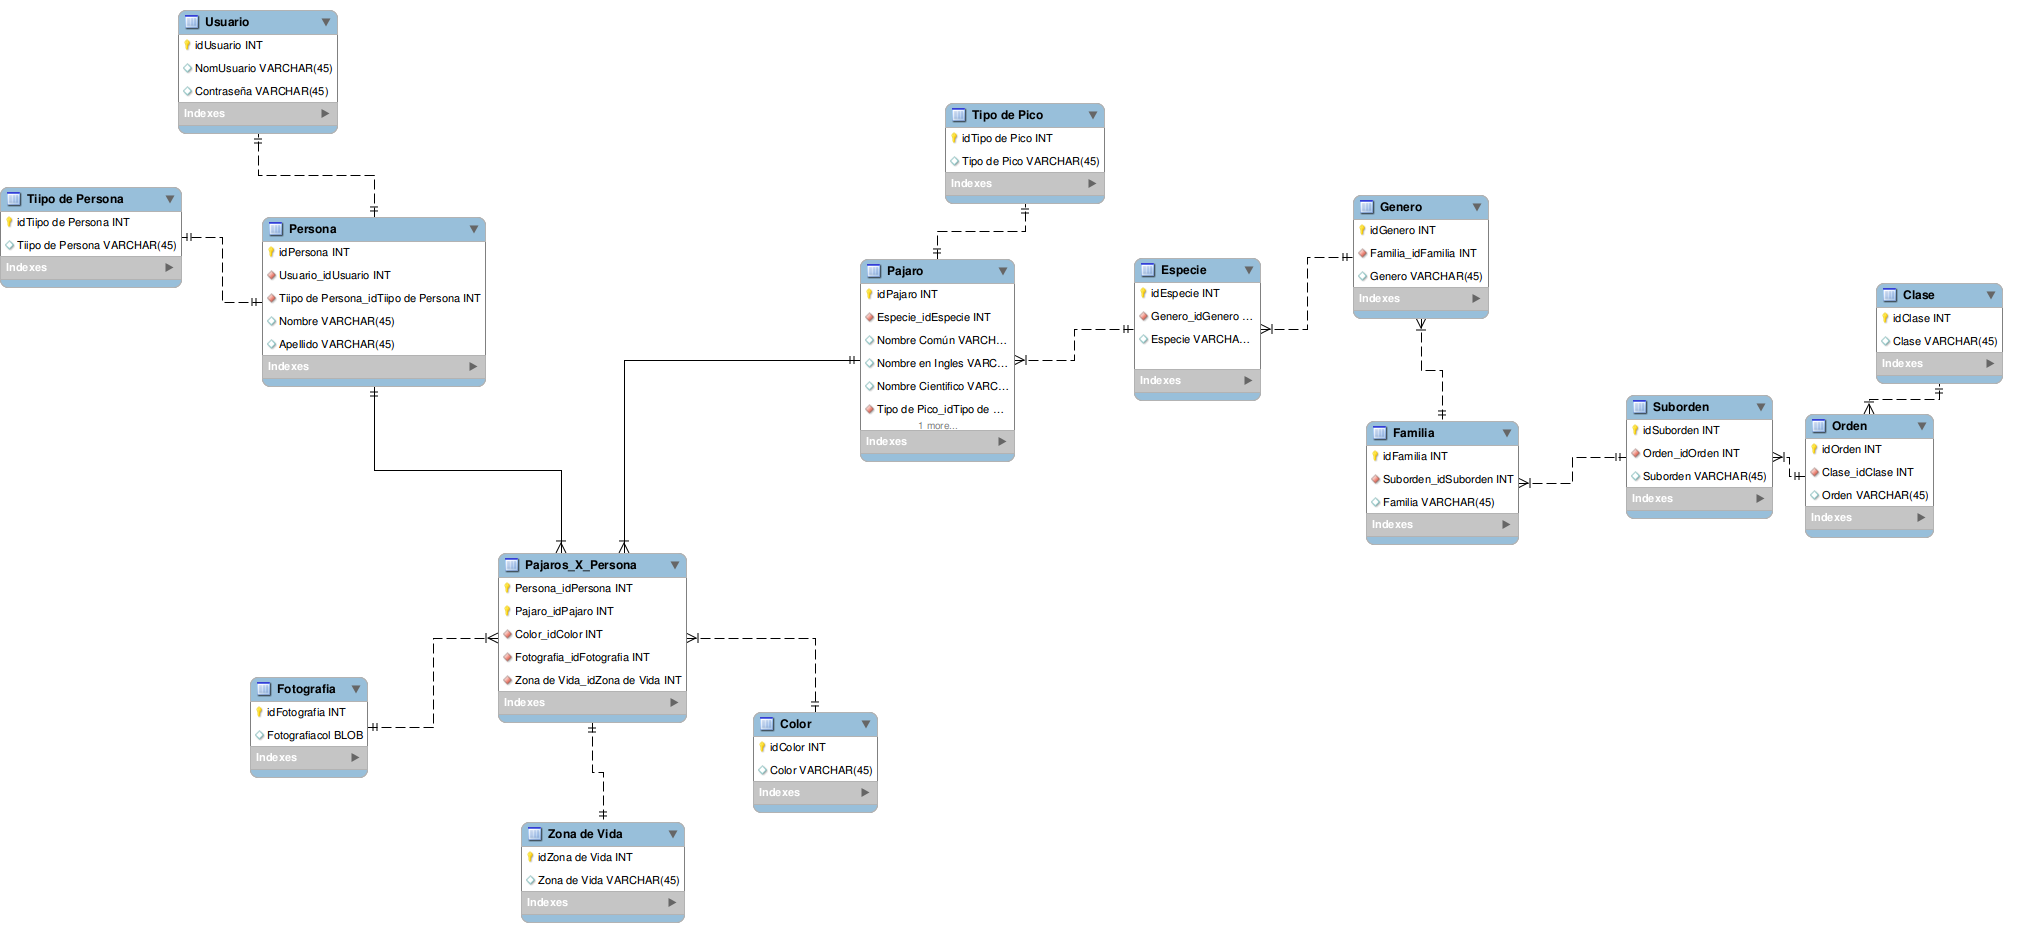 Usuario
idUsuario INT
NomUsuario VARCHAR(45)
Contraseña VARCHAR(45)
Indexes
Tiipo de Persona
idTiipo de Persona INT
Tiipo de Persona VARCHAR(45)
Indexes
Persona
idPersona INT
Usuario_idUsuario INT
Tiipo de Persona_idTiipo de Persona INT
Nombre VARCHAR(45)
Apellido VARCHAR(45)
Indexes
Tipo de Pico
idTipo de Pico INT
Tipo de Pico VARCHAR(45)
Indexes
Pajaro
idPajaro INT
Especie_idEspecie INT
Nombre Común VARCH...
Nombre en Ingles VARC...
Nombre Cientifico VARC...
Tipo de Pico_idTipo de ...
1 more...
Indexes
Especie
idEspecie INT
Genero_idGenero ...
Especie VARCHA...
Indexes
Genero
idGenero INT
Familia_idFamilia INT
Genero VARCHAR(45)
Indexes
Familia
idFamilia INT
Suborden_idSuborden INT
Familia VARCHAR(45)
Indexes
Suborden
idSuborden INT
Orden_idOrden INT
Suborden VARCHAR(45)
Indexes
Clase
idClase INT
Clase VARCHAR(45)
Indexes
Orden
idOrden INT
Clase_idClase INT
Orden VARCHAR(45)
Indexes
Pajaros_X_Persona
Persona_idPersona INT
Pajaro_idPajaro INT
Color_idColor INT
Fotografia_idFotografia INT
Zona de Vida_idZona de Vida INT
Indexes
Fotografia
idFotografia INT
Fotografiacol BLOB
Indexes
Color
idColor INT
Color VARCHAR(45)
Indexes
Zona de Vida
idZona de Vida INT
Zona de Vida VARCHAR(45)
Indexes